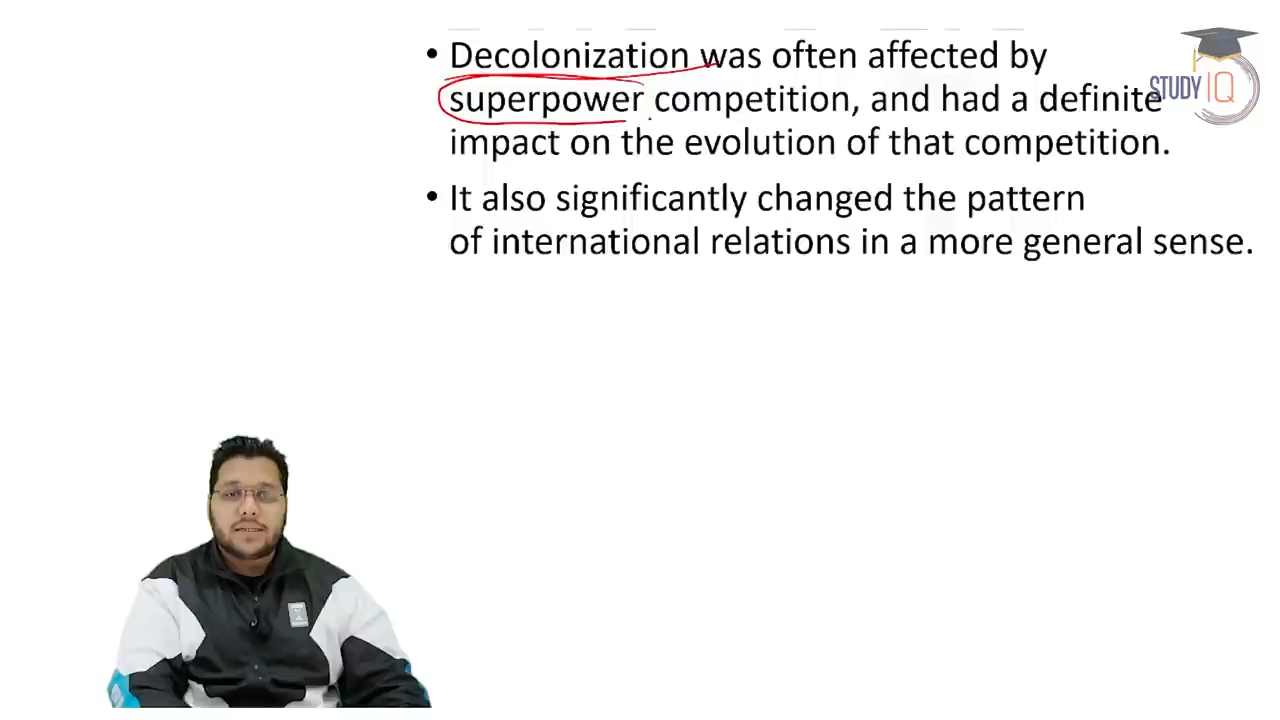 • Decolonization was often affected by
superpower competition, and had a definite
impact on the evolution of that competition.
• It also significantly changed the pattern
of international relations in a more general sense.
STUDY IQ